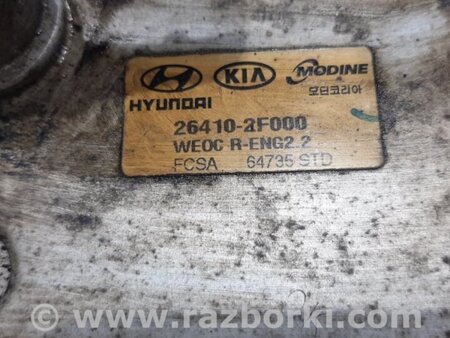 HYUNDAI KIA MODINE
모딘코리아
26410-2F000
WEOC R-ENG2.2
FCSA 64735 STD
www.razborki.com